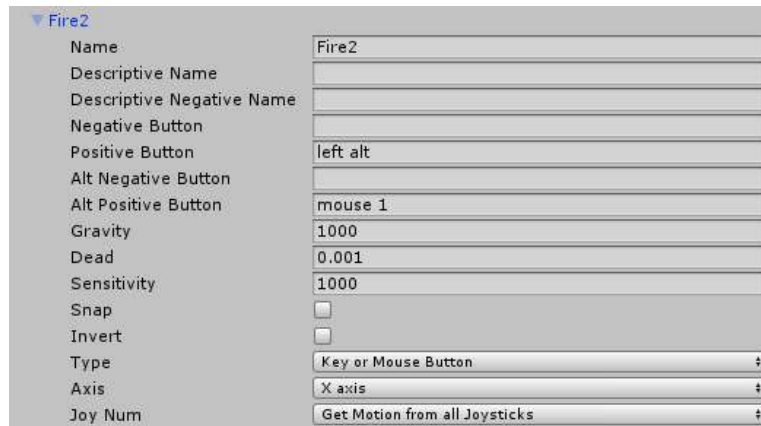 Fire2
Name Fire2
Descriptive Name
Descriptive Negative Name
Negative Button
Positive Button left alt
Alt Negative Button
Alt Positive Button mouse 1
Gravity 1000
Dead 0.001
Sensitivity 1000
Snap
Invert
Type Key or Mouse Button
Axis X axis
Joy Num Get Motion from all Joysticks